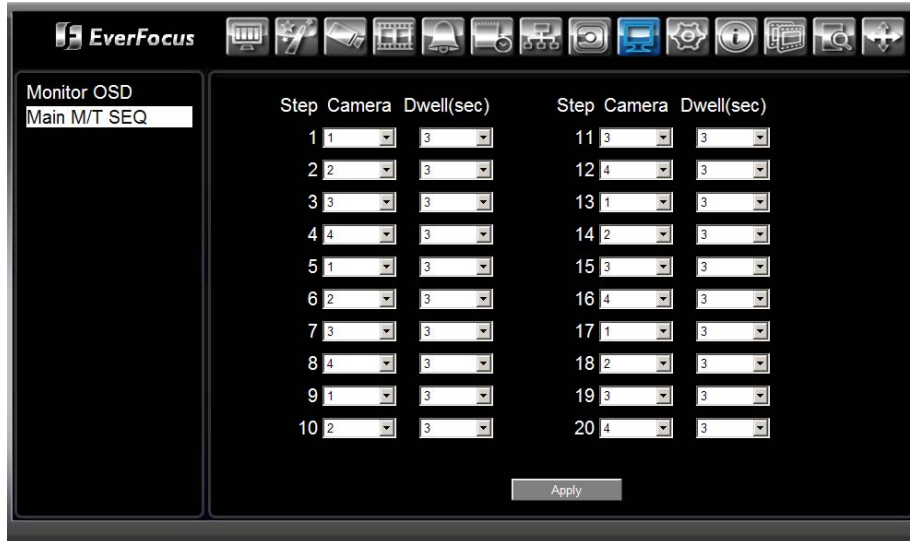 EverFocus
Monitor OSD
Main M/T SEQ
Step Camera Dwell(sec) Step Camera Dwell(sec)
1 1 3 11 3 3
2 2 3 12 4 3
3 3 3 13 1 3
4 4 3 14 2 3
5 1 3 15 3 3
6 2 3 16 4 3
7 3 3 17 1 3
8 4 3 18 2 3
9 1 3 19 3 3
10 2 3 20 4 3
Apply